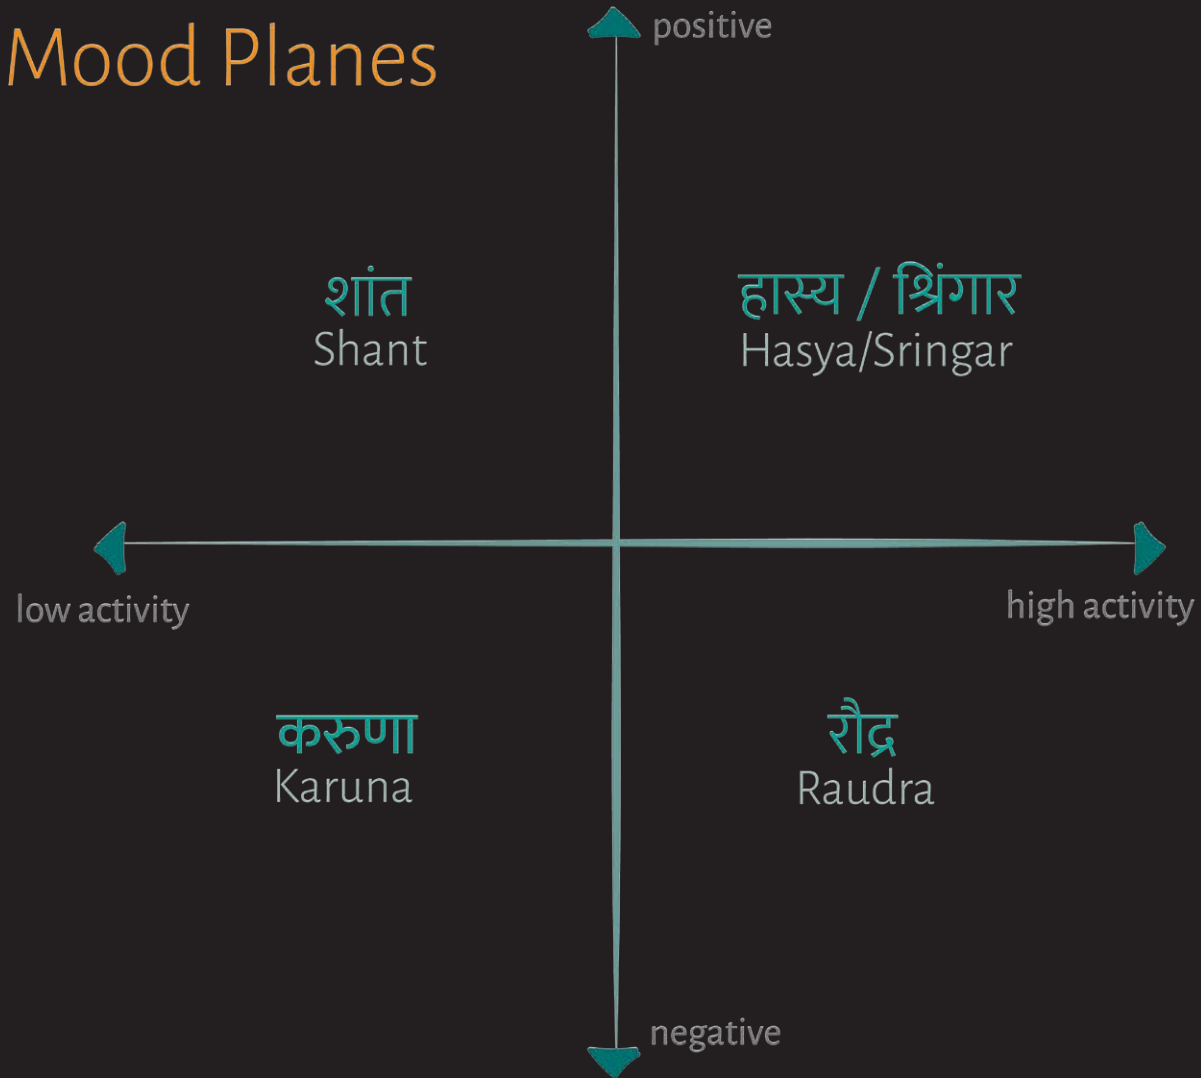 Mood Planes
positive
शांत
Shant
हास्य / श्रिंगार
Hasya/Sringar
low activity
high activity
करुणा
Karuna
रौद्र
Raudra
negative